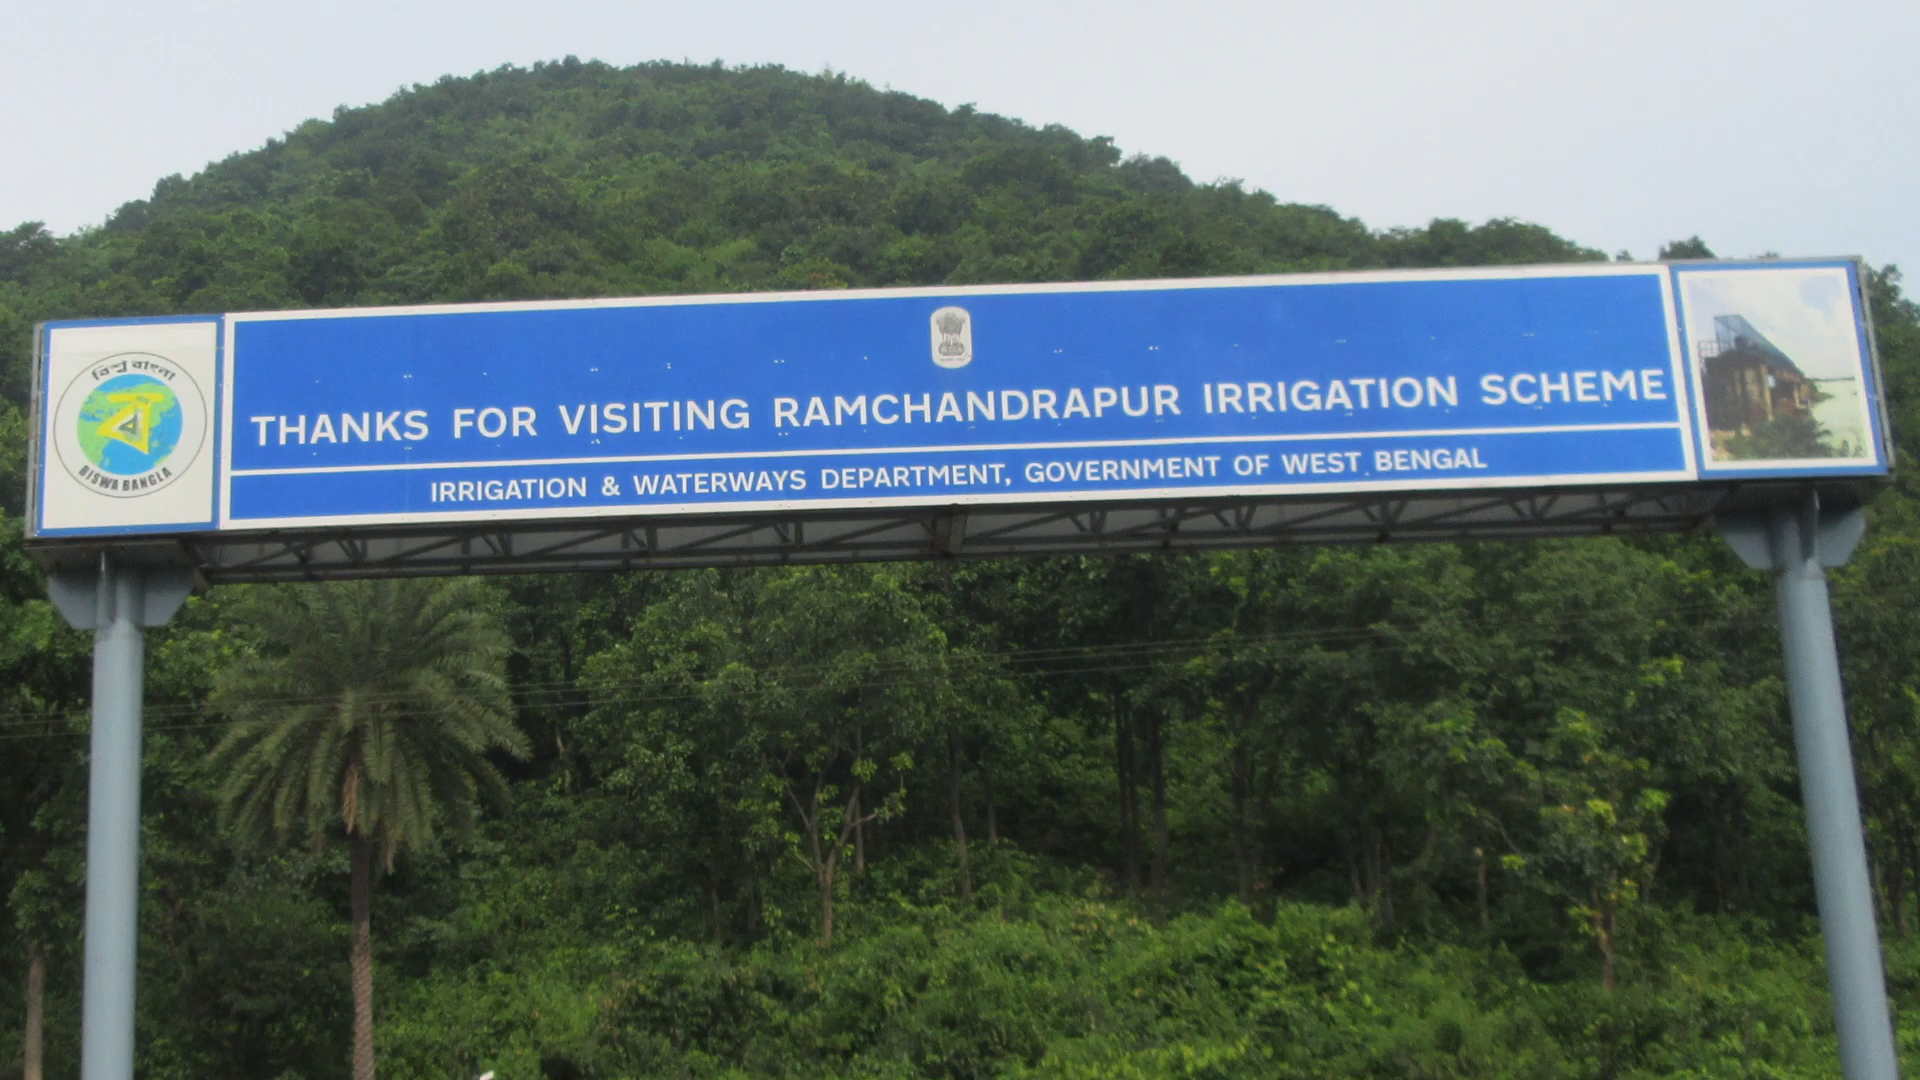 বিশ্ব বাংলা
ব
BISWA BANGLA
THANKS FOR VISITING RAMCHANDRAPUR IRRIGATION SCHEME
IRRIGATION & WATERWAYS DEPARTMENT, GOVERNMENT OF WEST BENGAL